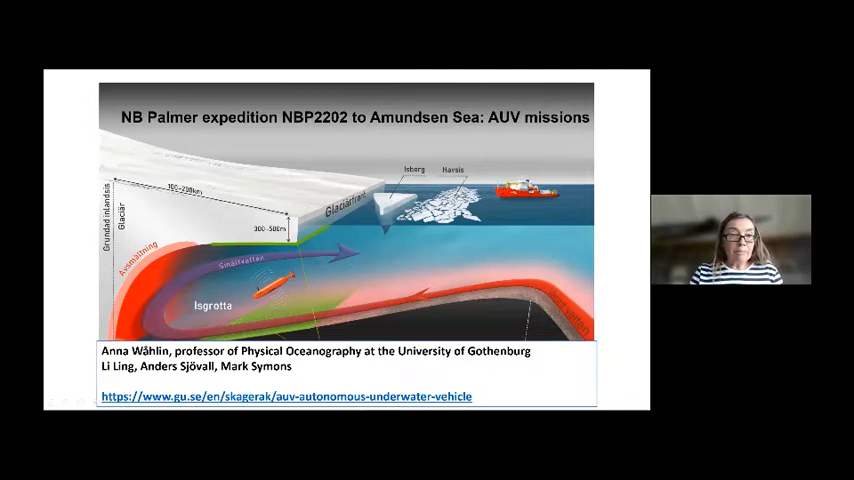 NB Palmer expedition NBP2202 to Amundsen Sea: AUV missions
Isberg
Havsis
100-200km
Glaciärfront
Grundad inlandsis
Glaciär
300-500m
Avsmältning
Smältvatten
Isgrotta
vatten
Anna Wåhlin, professor of Physical Oceanography at the University of Gothenburg
Li Ling, Anders Sjövall, Mark Symons
https://www.gu.se/en/skagerak/auv-autonomous-underwater-vehicle